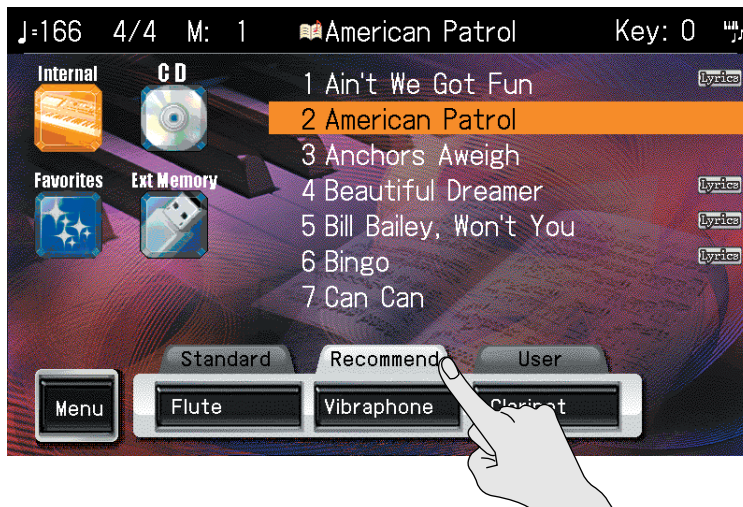 ♩=166 4/4 M: 1 American Patrol Key: 0
Internal CD
Favorites Ext Memory
1 Ain't We Got Fun Lyrics
2 American Patrol
3 Anchors Aweigh
4 Beautiful Dreamer Lyrics
5 Bill Bailey, Won't You Lyrics
6 Bingo Lyrics
7 Can Can
Standard Recommend User
Menu Flute Vibraphone Clarinet